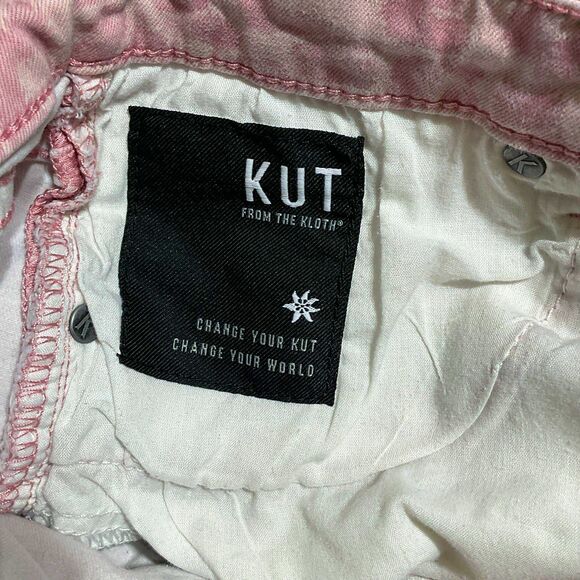 KUT
FROM THE KLOTH®
CHANGE YOUR KUT
CHANGE YOUR WORLD
K
K